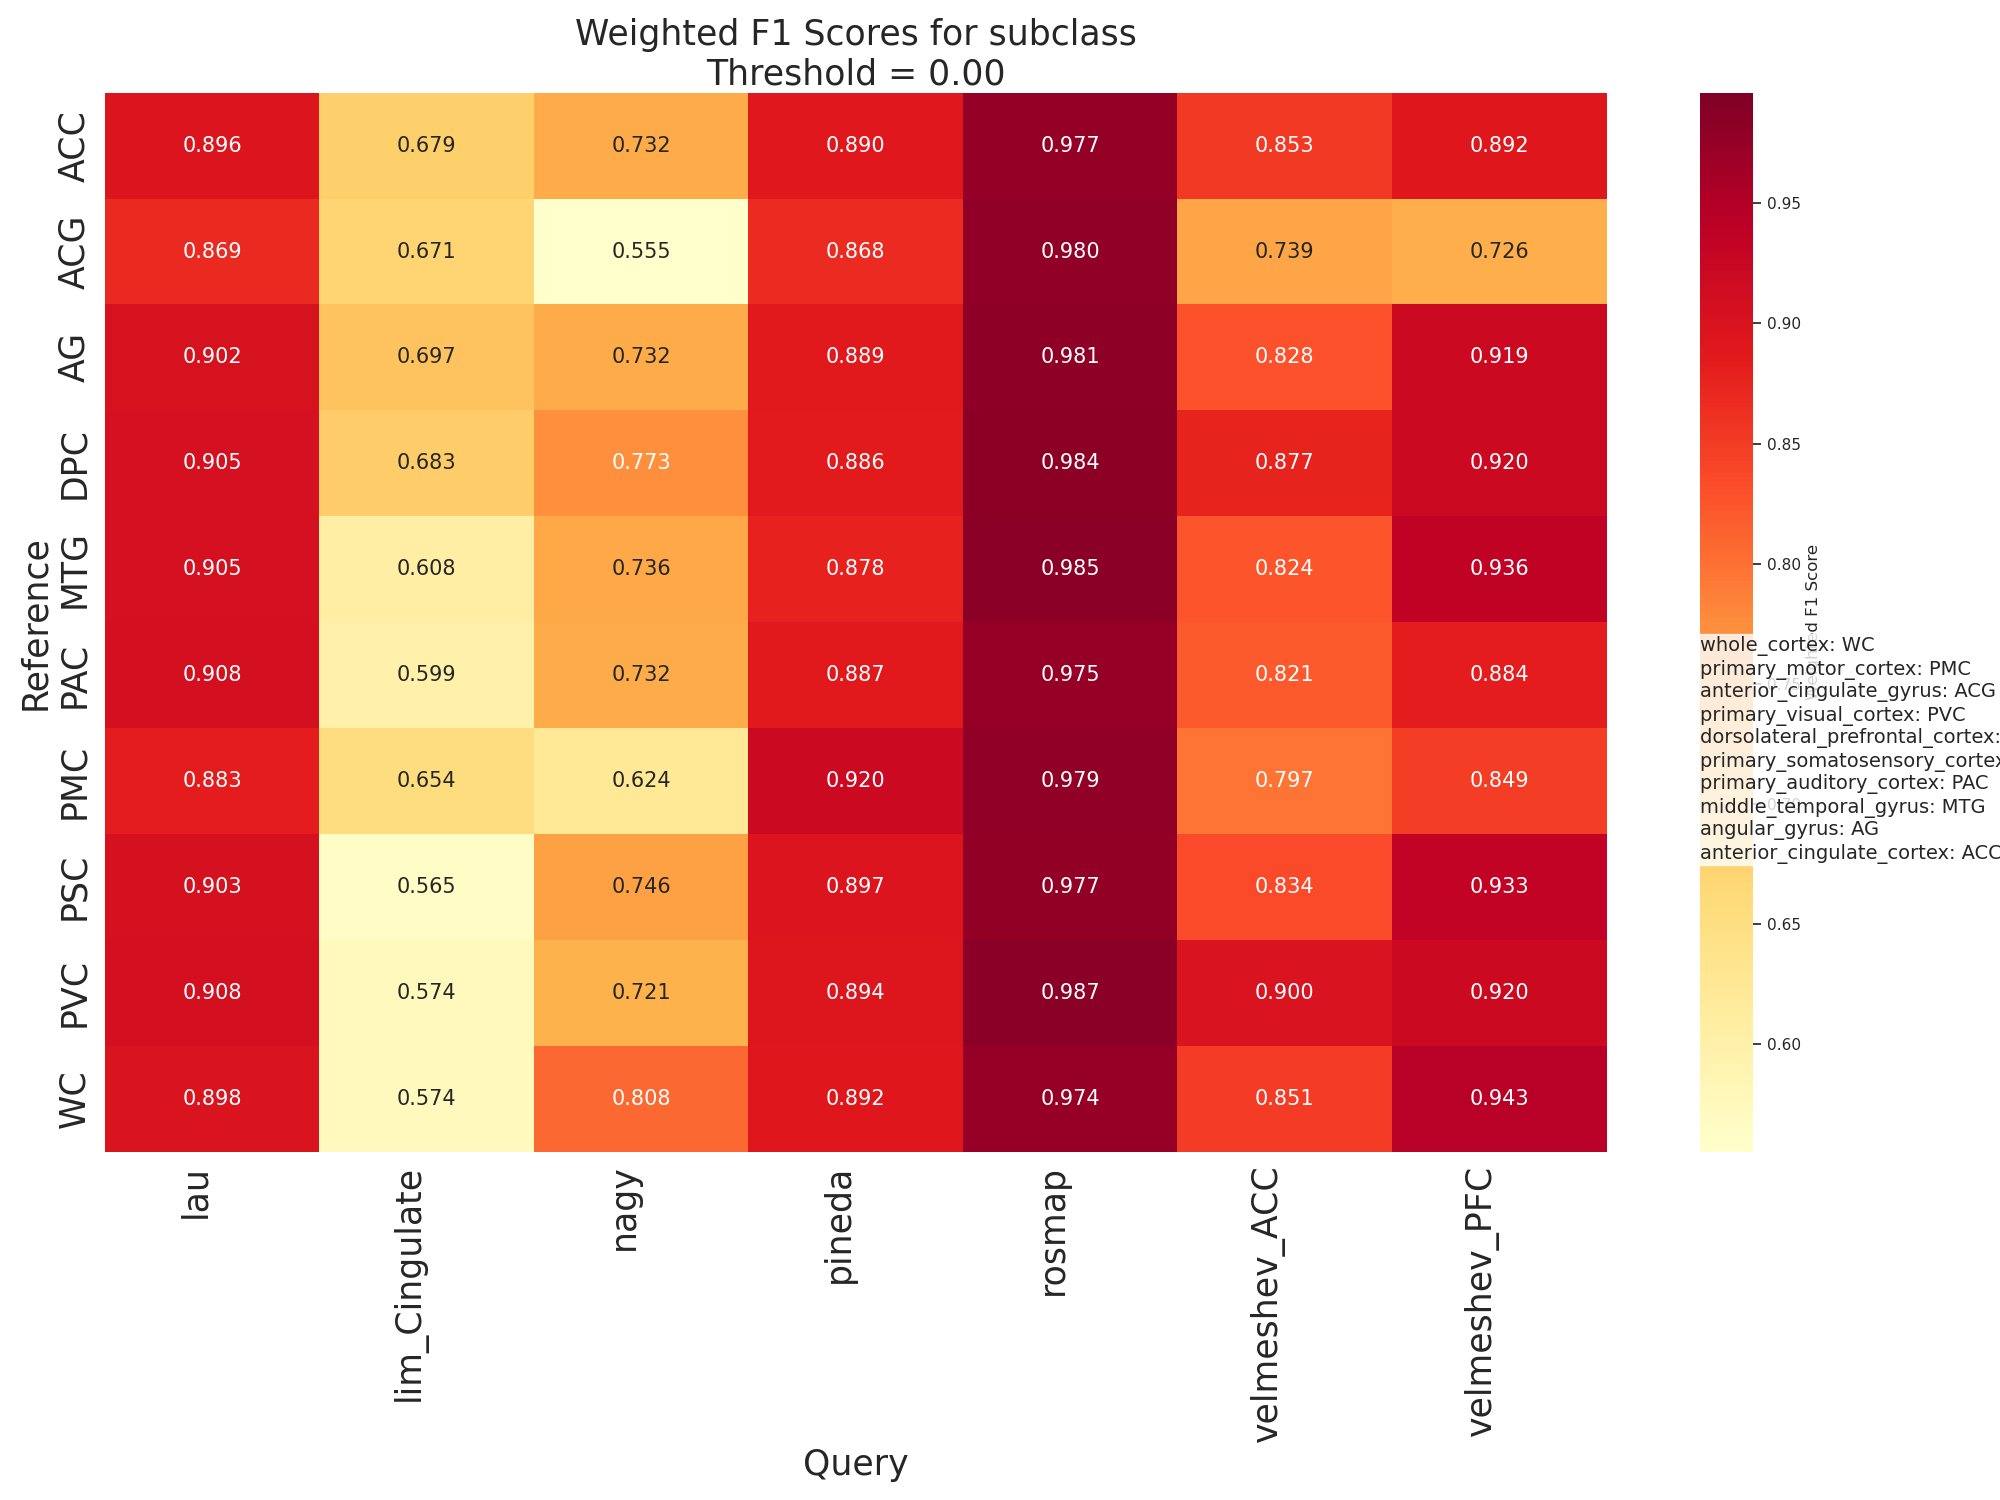 Weighted F1 Scores for subclass
Threshold = 0.00
Reference
ACC 0.896 0.679 0.732 0.890 0.977 0.853 0.892
ACG 0.869 0.671 0.555 0.868 0.980 0.739 0.726
AG 0.902 0.697 0.732 0.889 0.981 0.828 0.919
DPC 0.905 0.683 0.773 0.886 0.984 0.877 0.920
MTG 0.905 0.608 0.736 0.878 0.985 0.824 0.936
PAC 0.908 0.599 0.732 0.887 0.975 0.821 0.884
PMC 0.883 0.654 0.624 0.920 0.979 0.797 0.849
PSC 0.903 0.565 0.746 0.897 0.977 0.834 0.933
PVC 0.908 0.574 0.721 0.894 0.987 0.900 0.920
WC 0.898 0.574 0.808 0.892 0.974 0.851 0.943
lau lim_Cingulate nagy pineda rosmap velmeshev_ACC velmeshev_PFC
Query
0.95
0.90
0.85
0.80
0.75
0.70
0.65
0.60
Weighted F1 Score
whole_cortex: WC
primary_motor_cortex: PMC
anterior_cingulate_gyrus: ACG
primary_visual_cortex: PVC
dorsolateral_prefrontal_cortex:
primary_somatosensory_cortex
primary_auditory_cortex: PAC
middle_temporal_gyrus: MTG
angular_gyrus: AG
anterior_cingulate_cortex: ACC